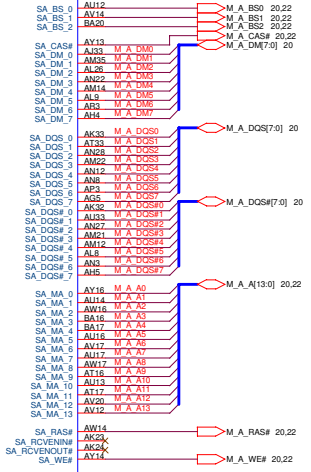 SA_BS_0 AU12 M_A_BS0 20,22
SA_BS_1 AV14 M_A_BS1 20,22
SA_BS_2 BA20 M_A_BS2 20,22
SA_CAS# AY13 M_A_CAS# 20,22
SA_DM_0 AJ33 M_A_DM0 M_A_DM[7:0] 20
SA_DM_1 AM35 M_A_DM1
SA_DM_2 AL26 M_A_DM2
SA_DM_3 AN22 M_A_DM3
SA_DM_4 AM14 M_A_DM4
SA_DM_5 AL9 M_A_DM5
SA_DM_6 AR3 M_A_DM6
SA_DM_7 AH4 M_A_DM7
SA_DQS_0 AK33 M_A_DQS0 M_A_DQS[7:0] 20
SA_DQS_1 AT33 M_A_DQS1
SA_DQS_2 AN28 M_A_DQS2
SA_DQS_3 AM22 M_A_DQS3
SA_DQS_4 AN12 M_A_DQS4
SA_DQS_5 AN8 M_A_DQS5
SA_DQS_6 AP3 M_A_DQS6
SA_DQS_7 AG5 M_A_DQS7
SA_DQS#_0 AK32 M_A_DQS#0 M_A_DQS#[7:0] 20
SA_DQS#_1 AU33 M_A_DQS#1
SA_DQS#_2 AN27 M_A_DQS#2
SA_DQS#_3 AM21 M_A_DQS#3
SA_DQS#_4 AM12 M_A_DQS#4
SA_DQS#_5 AL8 M_A_DQS#5
SA_DQS#_6 AN3 M_A_DQS#6
SA_DQS#_7 AH5 M_A_DQS#7
SA_MA_0 AY16 M_A_A0 M_A_A[13:0] 20,22
SA_MA_1 AU14 M_A_A1
SA_MA_2 AW16 M_A_A2
SA_MA_3 BA16 M_A_A3
SA_MA_4 BA17 M_A_A4
SA_MA_5 AU16 M_A_A5
SA_MA_6 AV17 M_A_A6
SA_MA_7 AU17 M_A_A7
SA_MA_8 AW17 M_A_A8
SA_MA_9 AT16 M_A_A9
SA_MA_10 AU13 M_A_A10
SA_MA_11 AT17 M_A_A11
SA_MA_12 AV20 M_A_A12
SA_MA_13 AV12 M_A_A13
SA_RAS# AW14 M_A_RAS# 20,22
SA_RCVENIN# AK23
SA_RCVENOUT# AK24
SA_WE# AY14 M_A_WE# 20,22